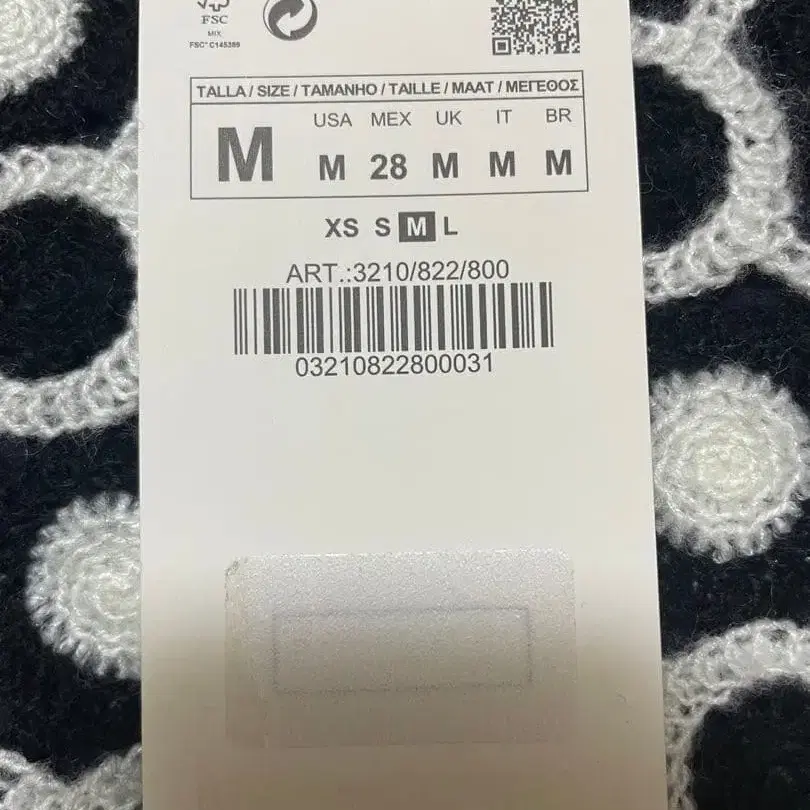 FSC
MIX
FSC® C145389
TALLA / SIZE / TAMANHO / TAILLE / MAAT / ΜΕΓΕΘΟΣ
USA MEX UK IT BR
M M 28 M M M
XS S M L
ART.:3210/822/800
03210822800031